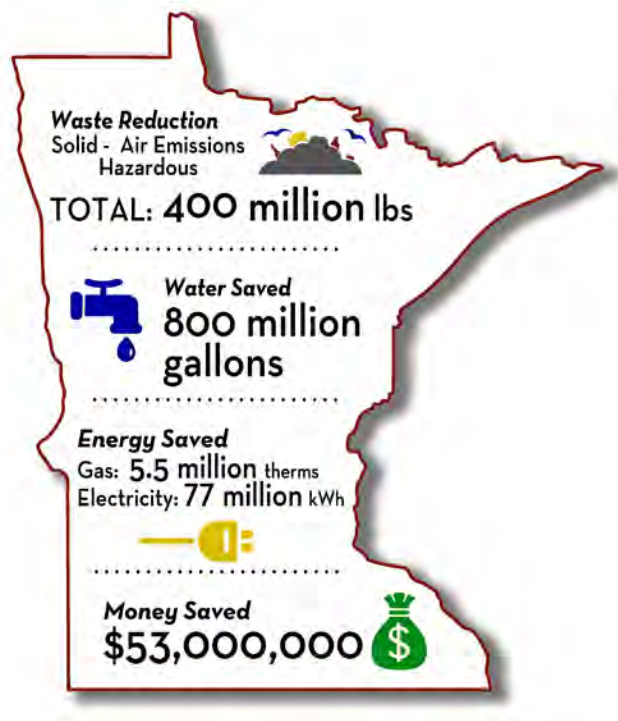 Waste Reduction
Solid - Air Emissions
Hazardous
TOTAL: 400 million lbs
Water Saved
800 million
gallons
Energy Saved
Gas: 5.5 million therms
Electricity: 77 million kWh
Money Saved
$53,000,000
$